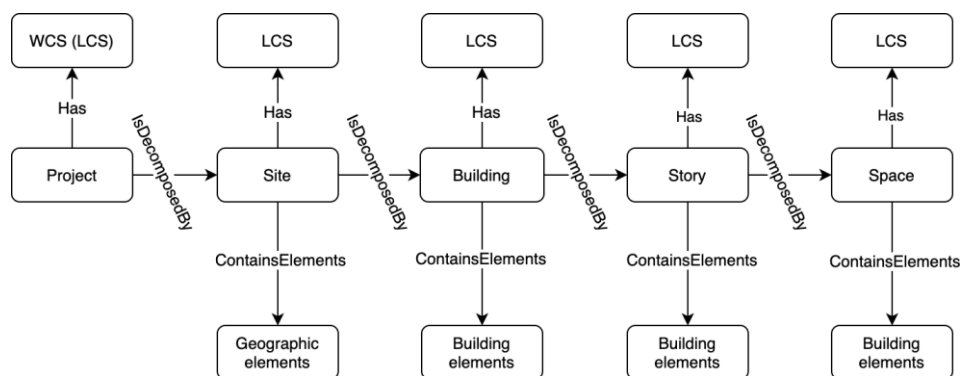 WCS (LCS)
LCS
LCS
LCS
LCS
Has
Has
Has
Has
Has
Project
IsDecomposedBy
Site
IsDecomposedBy
Building
IsDecomposedBy
Story
IsDecomposedBy
Space
ContainsElements
ContainsElements
ContainsElements
ContainsElements
Geographic
elements
Building
elements
Building
elements
Building
elements